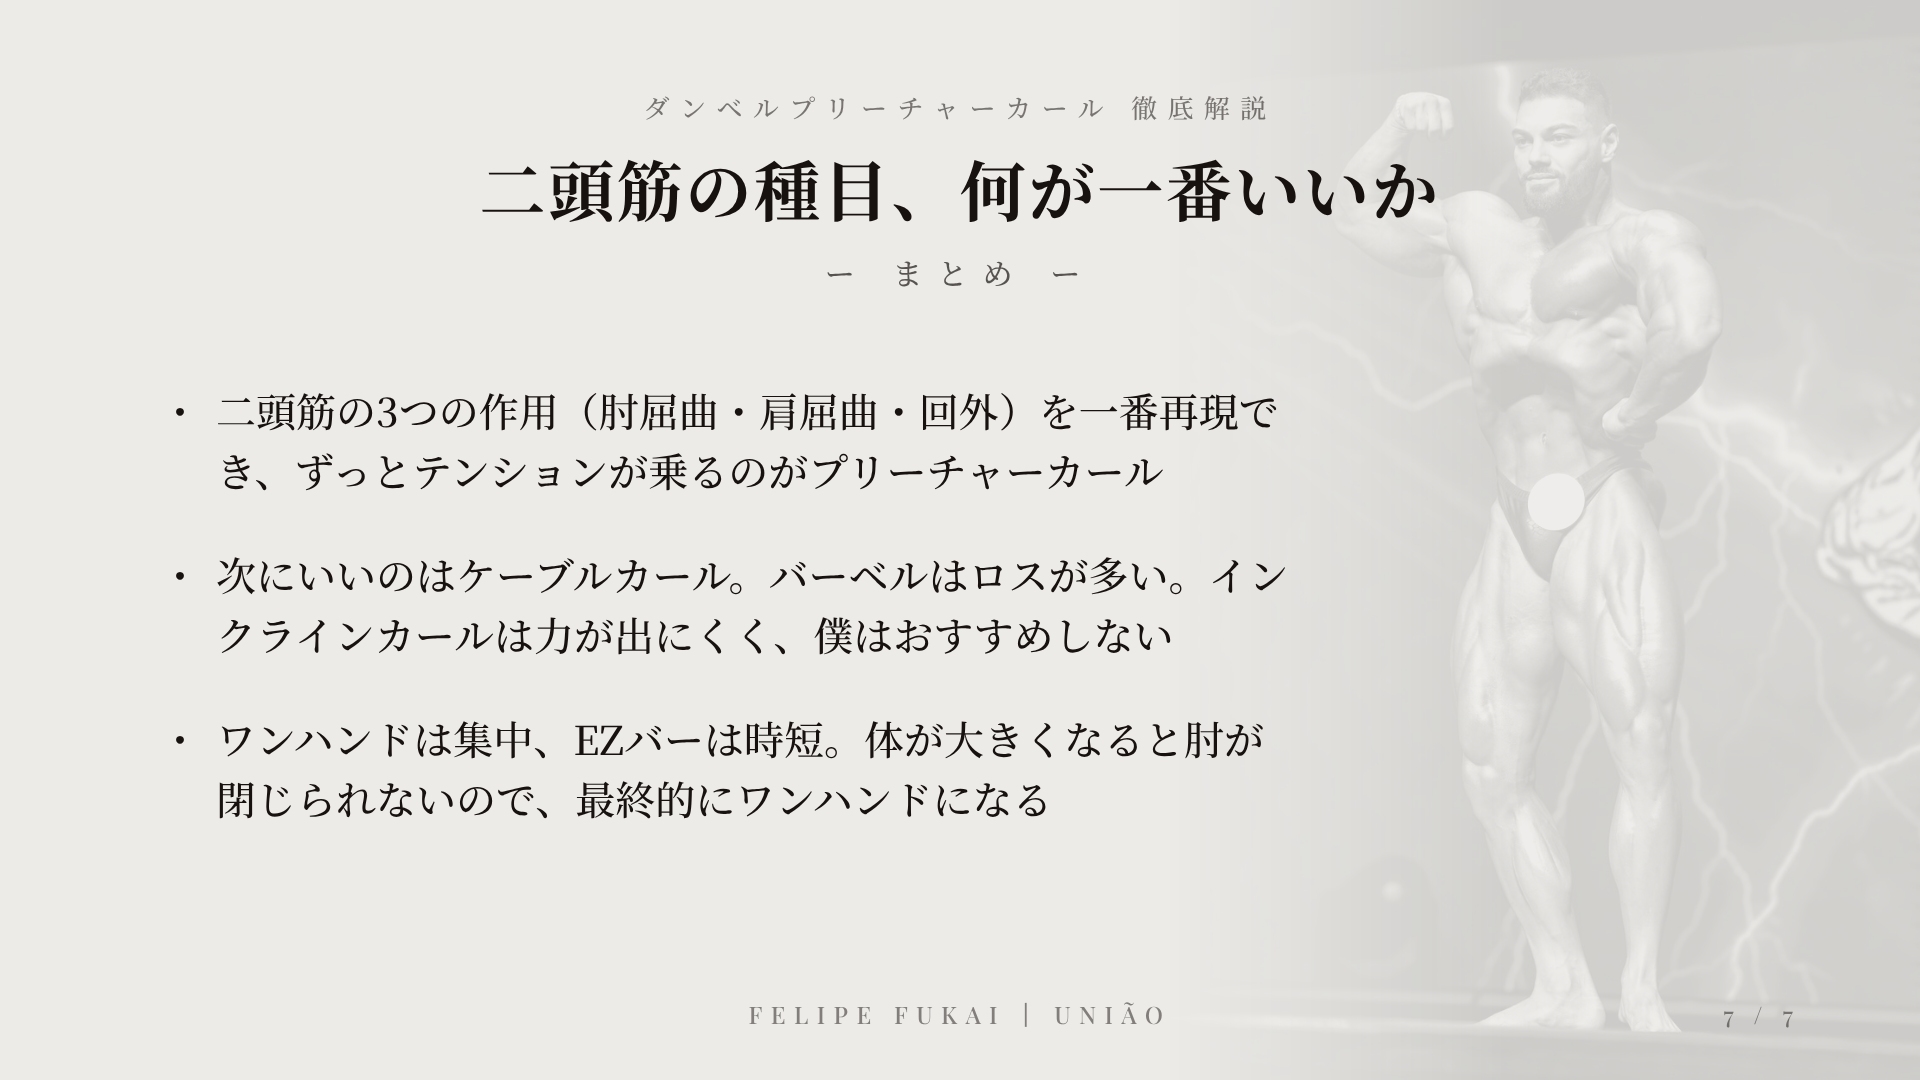 ダンベルプリーチャーカール 徹底解説
二頭筋の種目、何が一番いいか
ー まとめ ー
・ 二頭筋の3つの作用（肘屈曲・肩屈曲・回外）を一番再現で
き、ずっとテンションが乗るのがプリーチャーカール
・ 次にいいのはケーブルカール。バーベルはロスが多い。イン
クラインカールは力が出にくく、僕はおすすめしない
・ ワンハンドは集中、EZバーは時短。体が大きくなると肘が
閉じられないので、最終的にワンハンドになる
FELIPE FUKAI | UNIÃO
7 / 7